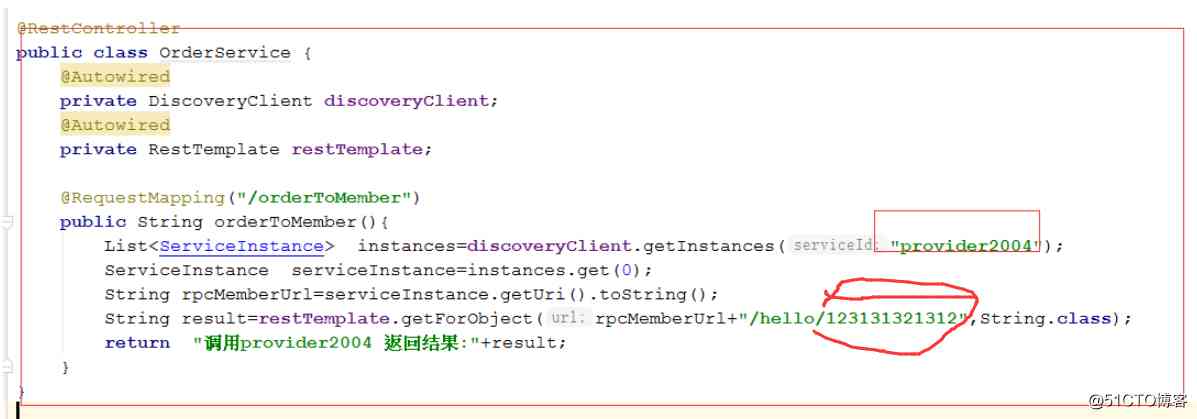 @RestController
public class OrderService {
@Autowired
private DiscoveryClient discoveryClient;
@Autowired
private RestTemplate restTemplate;
@RequestMapping("/orderToMember")
public String orderToMember(){
List<ServiceInstance> instances=discoveryClient.getInstances( serviceId: "provider2004");
ServiceInstance serviceInstance=instances.get(0);
String rpcMemberUrl=serviceInstance.getUri().toString();
String result=restTemplate.getForObject( url: rpcMemberUrl+"/hello/123131321312",String.class);
return "调用provider2004 返回结果:"+result;
}
}
@51CTO博客